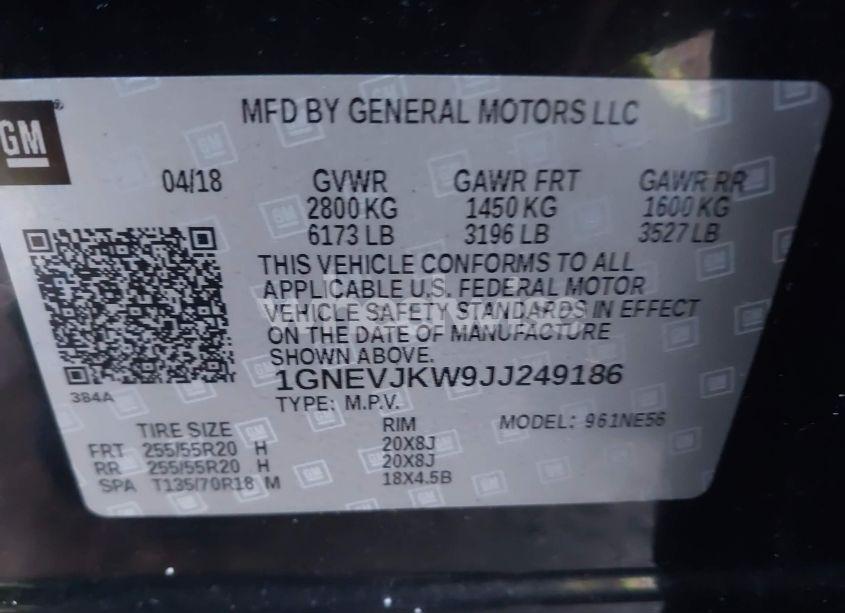 GM
MFD BY GENERAL MOTORS LLC
04/18 GVWR GAWR FRT GAWR RR
2800 KG 1450 KG 1600 KG
6173 LB 3196 LB 3527 LB
THIS VEHICLE CONFORMS TO ALL
APPLICABLE U.S. FEDERAL MOTOR
VEHICLE SAFETY STANDARDS IN EFFECT
ON THE DATE OF MANUFACTURE
SHOWN ABOVE.
384A
1GNEVJKW9JJ249186
TYPE: M.P.V.
TIRE SIZE RIM MODEL: 961NE56
FRT 255/55R20 H 20X8J
RR 255/55R20 H 20X8J
SPA T135/70R18 M 18X4.5B